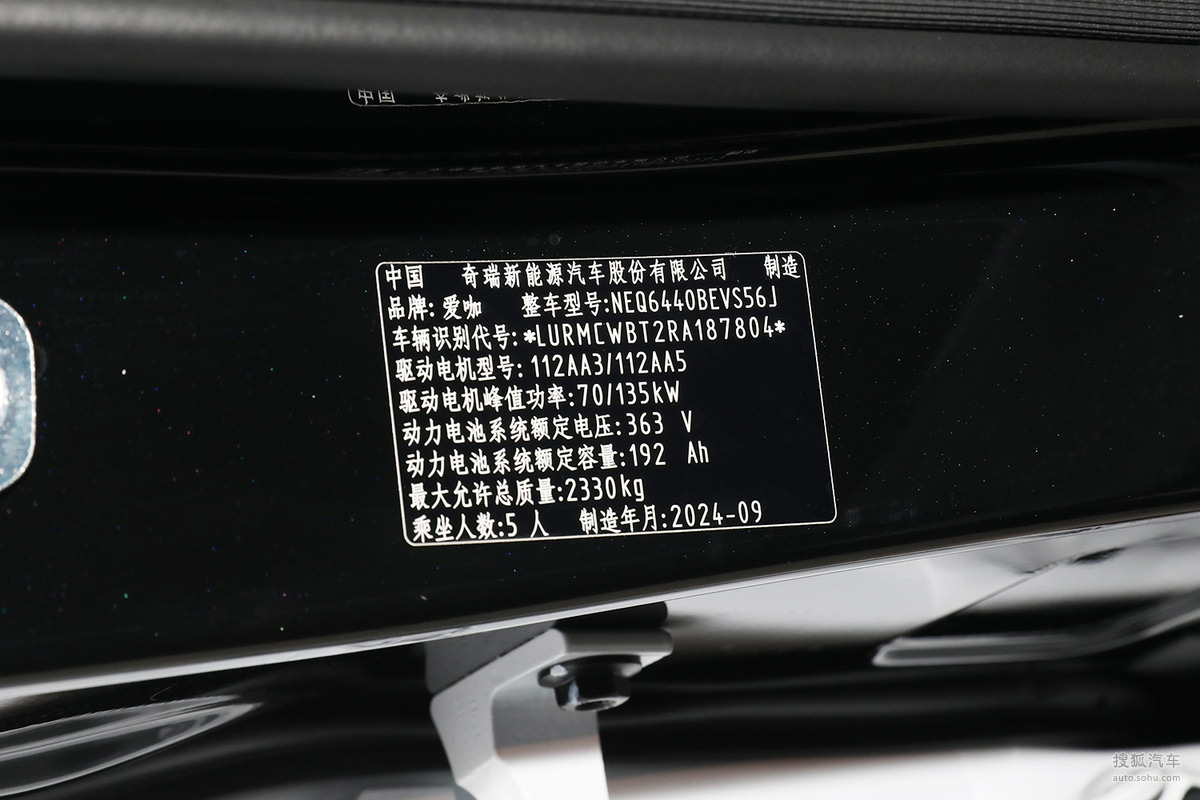 中国 奇瑞新能源汽车股份有限公司 制造
品牌: 爱咖 整车型号:NEQ6440BEVS56J
车辆识别代号: *LURMCWBT2RA187804*
驱动电机型号: 112AA3/112AA5
驱动电机峰值功率:70/135kW
动力电池系统额定电压:363 V
动力电池系统额定容量:192 Ah
最大允许总质量:2330kg
乘坐人数:5 人 制造年月:2024-09
搜狐汽车
auto.sohu.com